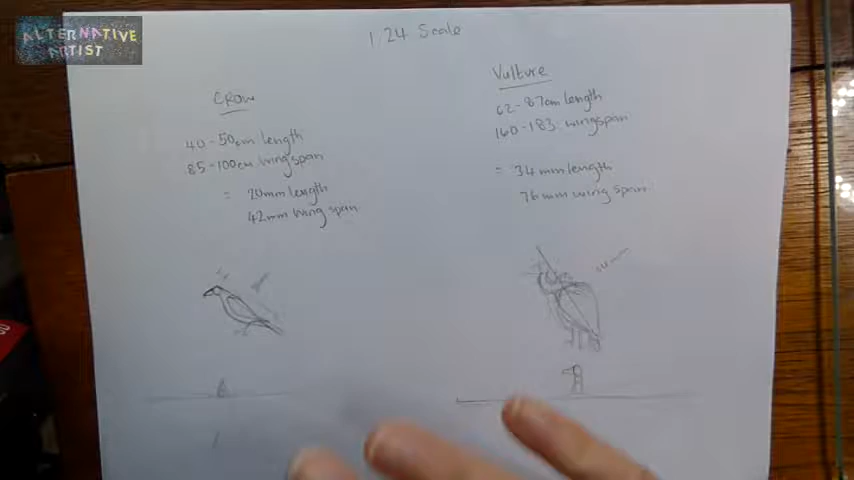 ALTERNATIVE
ARTIST
1:24 Scale
Crow
40-50cm length
85-100cm wingspan
= 20mm length
42mm wing span
Vulture
62-87cm length
160-183 wingspan
= 34mm length
76mm wing span